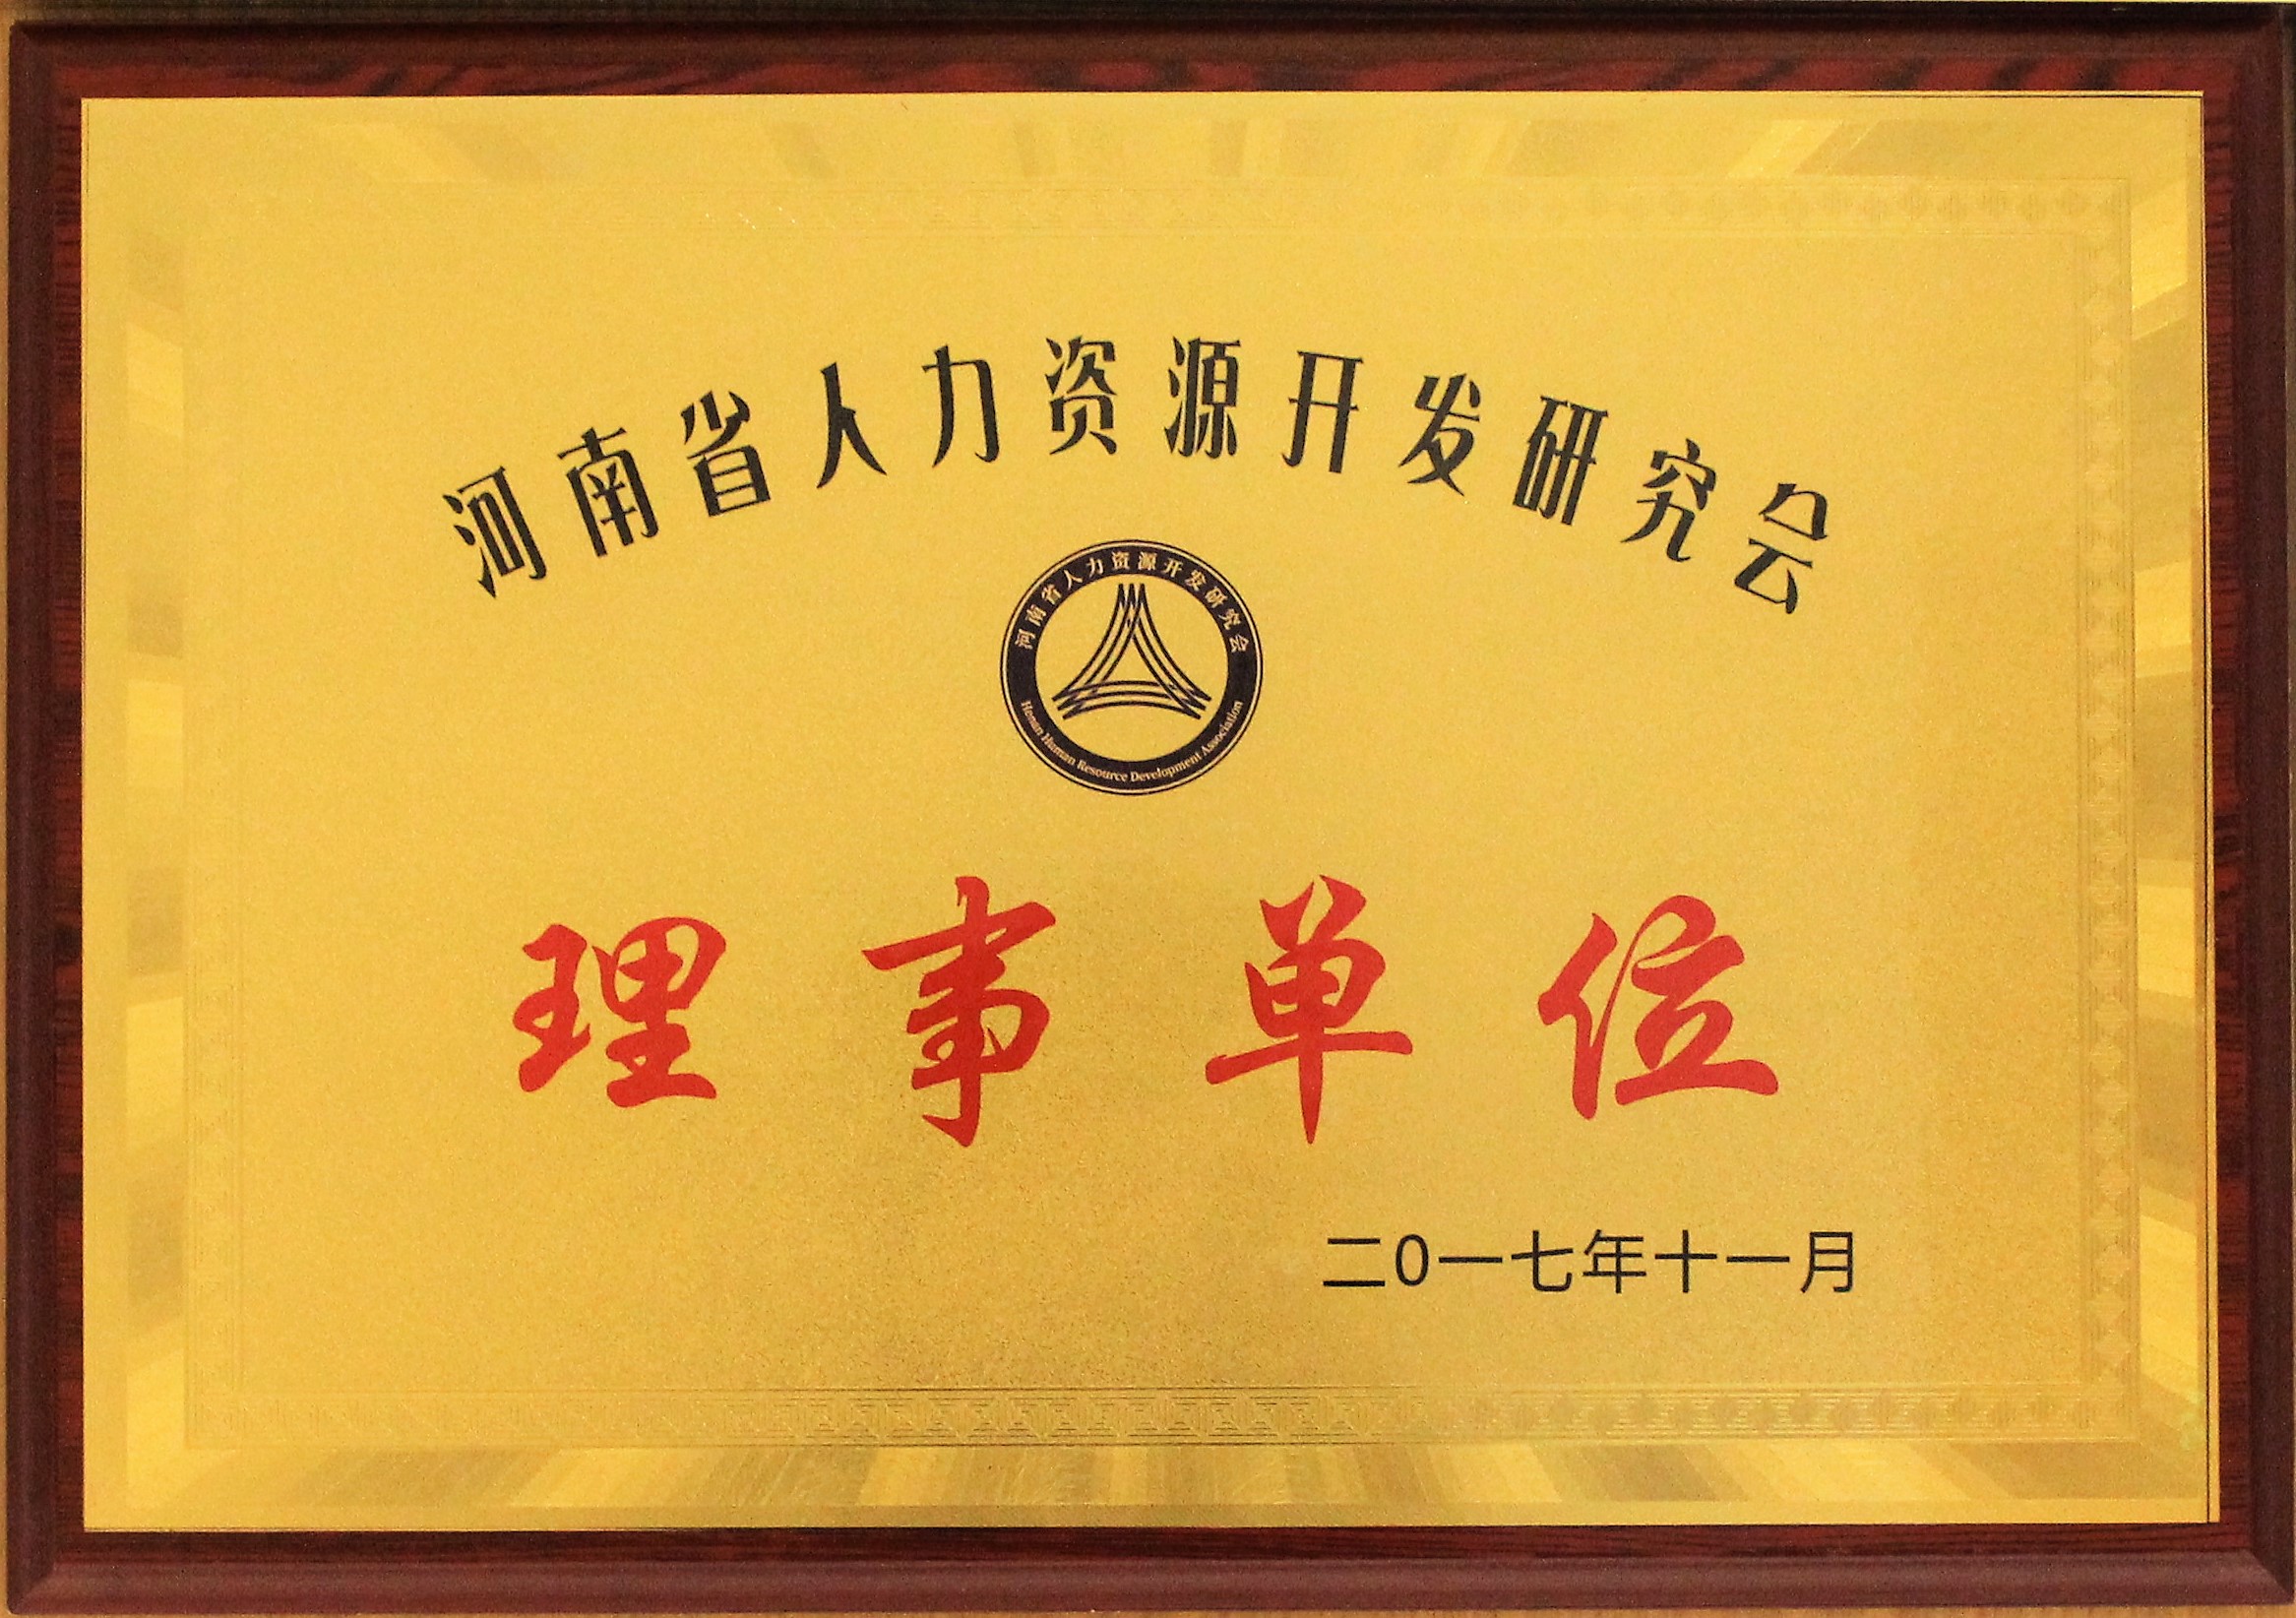 河南省人力资源开发研究会
河南省人力资源开发研究会
Henan Human Resource Development Association
理事单位
二0一七年十一月